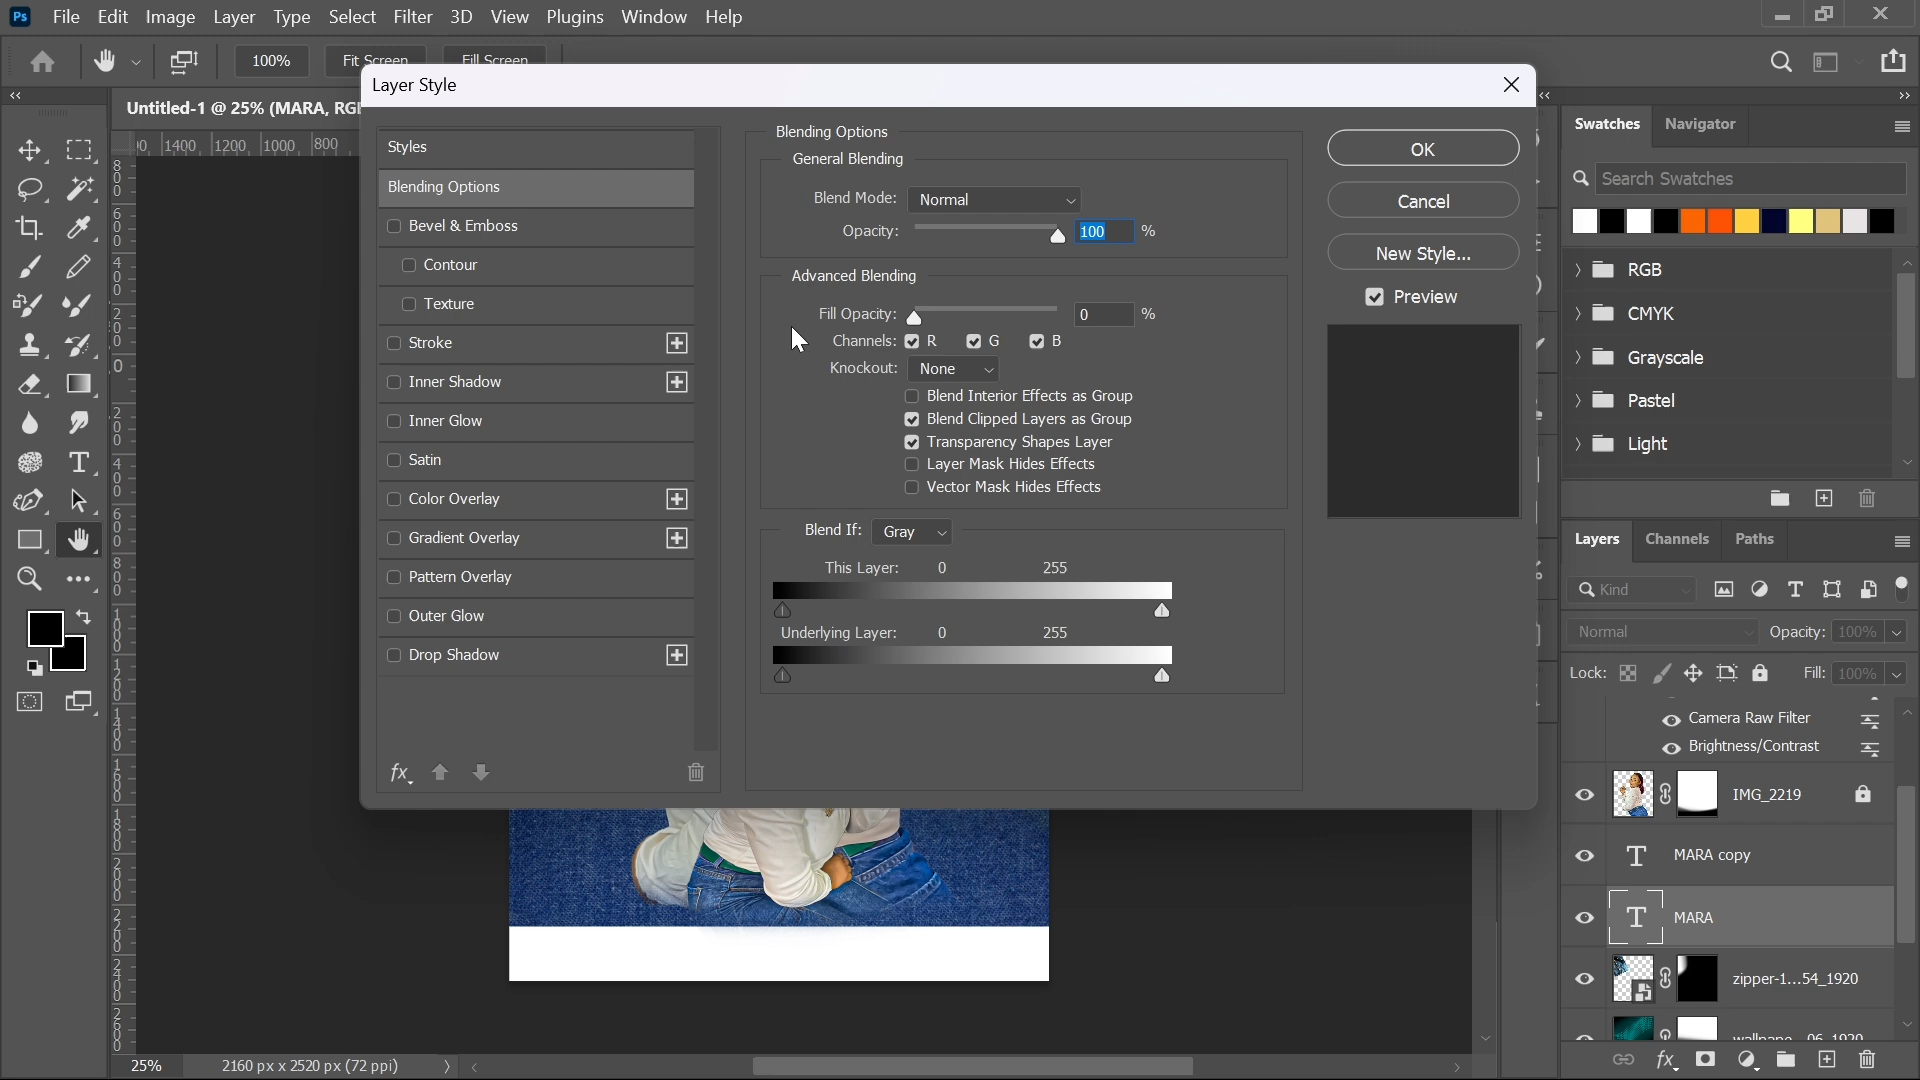 Ps File Edit Image Layer Type Select Filter 3D View Plugins Window Help
100% Fit Screen Fill Screen
Untitled-1 @ 25% (MARA, RG
1400 1200 1000 800
Layer Style
Styles
Blending Options
Bevel & Emboss
Contour
Texture
Stroke
Inner Shadow
Inner Glow
Satin
Color Overlay
Gradient Overlay
Pattern Overlay
Outer Glow
Drop Shadow
fx
Blending Options
General Blending
Blend Mode: Normal
Opacity: 100 %
Advanced Blending
Fill Opacity: 0 %
Channels: R G B
Knockout: None
Blend Interior Effects as Group
Blend Clipped Layers as Group
Transparency Shapes Layer
Layer Mask Hides Effects
Vector Mask Hides Effects
Blend If: Gray
This Layer: 0 255
Underlying Layer: 0 255
OK
Cancel
New Style...
Preview
Swatches Navigator
Search Swatches
RGB
CMYK
Grayscale
Pastel
Light
Layers Channels Paths
Kind
Normal Opacity: 100%
Lock: Fill: 100%
Camera Raw Filter
Brightness/Contrast
IMG_2219
MARA copy
MARA
zipper-1...54_1920
fx
25% 2160 px x 2520 px (72 ppi)